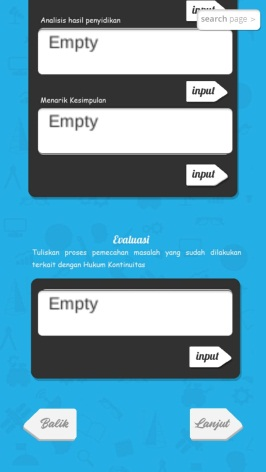 input
search page >
Analisis hasil penyidikan
Empty
input
Menarik Kesimpulan
Empty
input
Evaluasi
Tuliskan proses pemecahan masalah yang sudah dilakukan
terkait dengan Hukum Kontinuitas
Empty
input
Balik
Lanjut